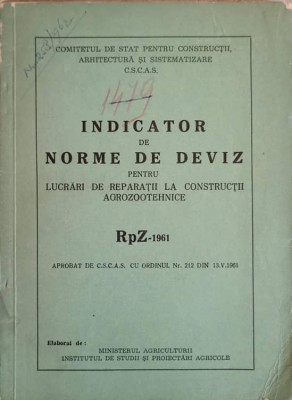 COMITETUL DE STAT PENTRU CONSTRUCȚII,
ARHITECTURĂ ȘI SISTEMATIZARE
C.S.C.A.S.
1479
INDICATOR
DE
NORME DE DEVIZ
PENTRU
LUCRĂRI DE REPARAȚII LA CONSTRUCȚII
AGROZOOTEHNICE
RpZ-1961
APROBAT DE C.S.C.A.S. CU ORDINUL Nr. 212 DIN 13.V.1961
Elaborat de :
MINISTERUL AGRICULTURII
INSTITUTUL DE STUDII ȘI PROIECTĂRI AGRICOLE